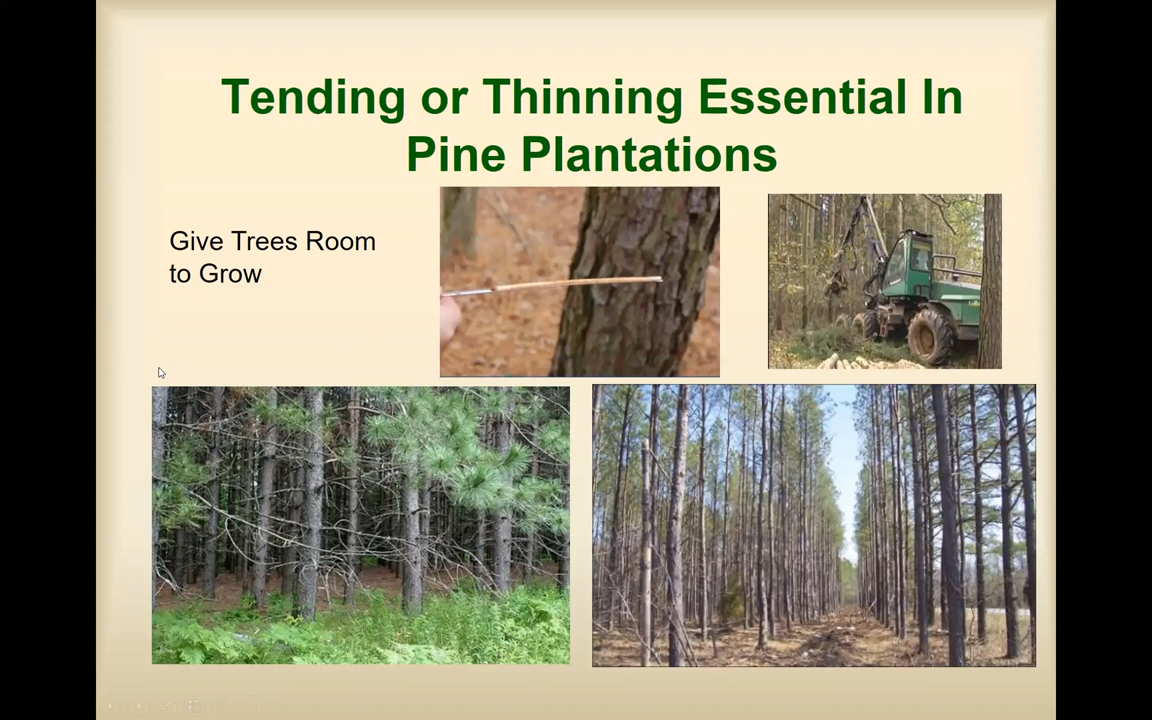 Tending or Thinning Essential In
Pine Plantations
Give Trees Room
to Grow